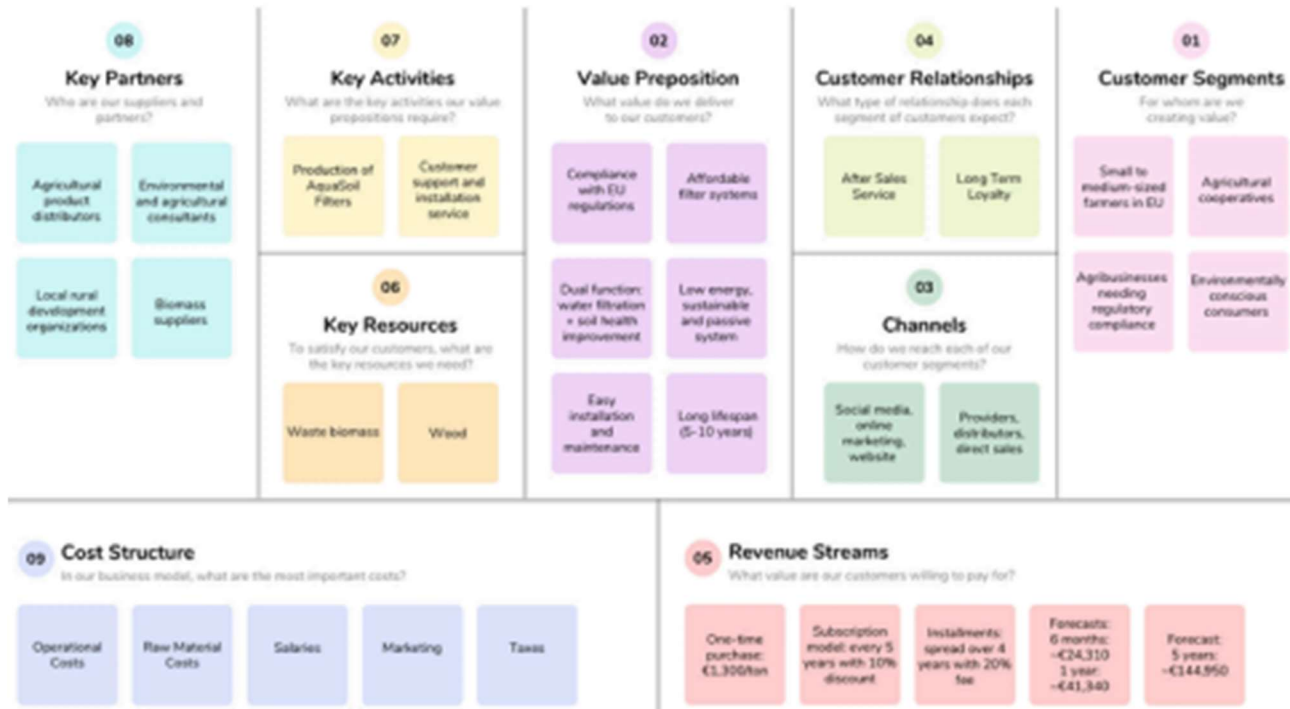 08
Key Partners
Who are our suppliers and
partners?
Agricultural
product
distributors
Environmental
and agricultural
consultants
Local rural
development
organizations
Biomass
suppliers
07
Key Activities
What are the key activities our value
propositions require?
Production of
AquaSoil
Filters
Customer
support and
installation
service
06
Key Resources
To satisfy our customers, what are
the key resources we need?
Waste biomass
Wood
02
Value Preposition
What value do we deliver
to our customers?
Compliance
with EU
regulations
Affordable
filter systems
Dual function:
water filtration
+ soil health
improvement
Low energy,
sustainable
and passive
system
Easy
installation
and
maintenance
Long lifespan
(5-10 years)
04
Customer Relationships
What type of relationship does each
segment of customers expect?
After Sales
Service
Long Term
Loyalty
03
Channels
How do we reach each of our
customer segments?
Social media,
online
marketing,
website
Providers,
distributors,
direct sales
01
Customer Segments
For whom are we
creating value?
Small to
medium-sized
farmers in EU
Agricultural
cooperatives
Agribusinesses
needing
regulatory
compliance
Environmentally
conscious
consumers
09
Cost Structure
In our business model, what are the most important costs?
Operational
Costs
Raw Material
Costs
Salaries
Marketing
Taxes
05
Revenue Streams
What value are our customers willing to pay for?
One-time
purchase:
€1,300/ton
Subscription
model: every 5
years with 10%
discount
Installments:
spread over 4
years with 20%
fee
Forecasts:
6 months:
~€24,310
1 year:
~€41,340
Forecast:
5 years:
~€144,950